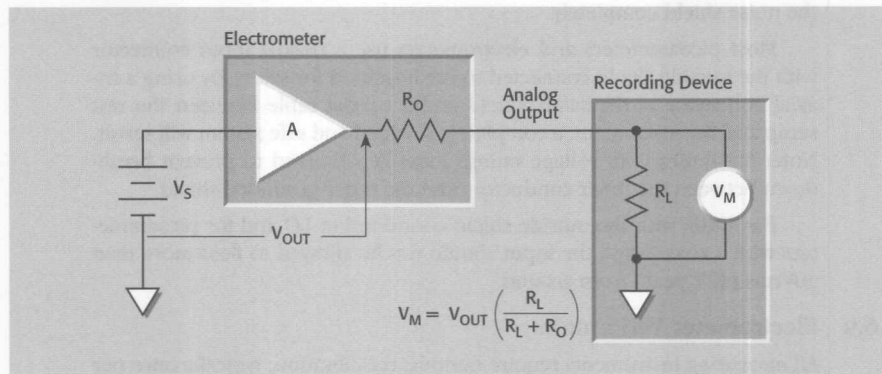 Electrometer
Recording Device
R_O
Analog
Output
A
V_S
V_OUT
R_L
V_M
V_M = V_OUT ( R_L / (R_L + R_O) )